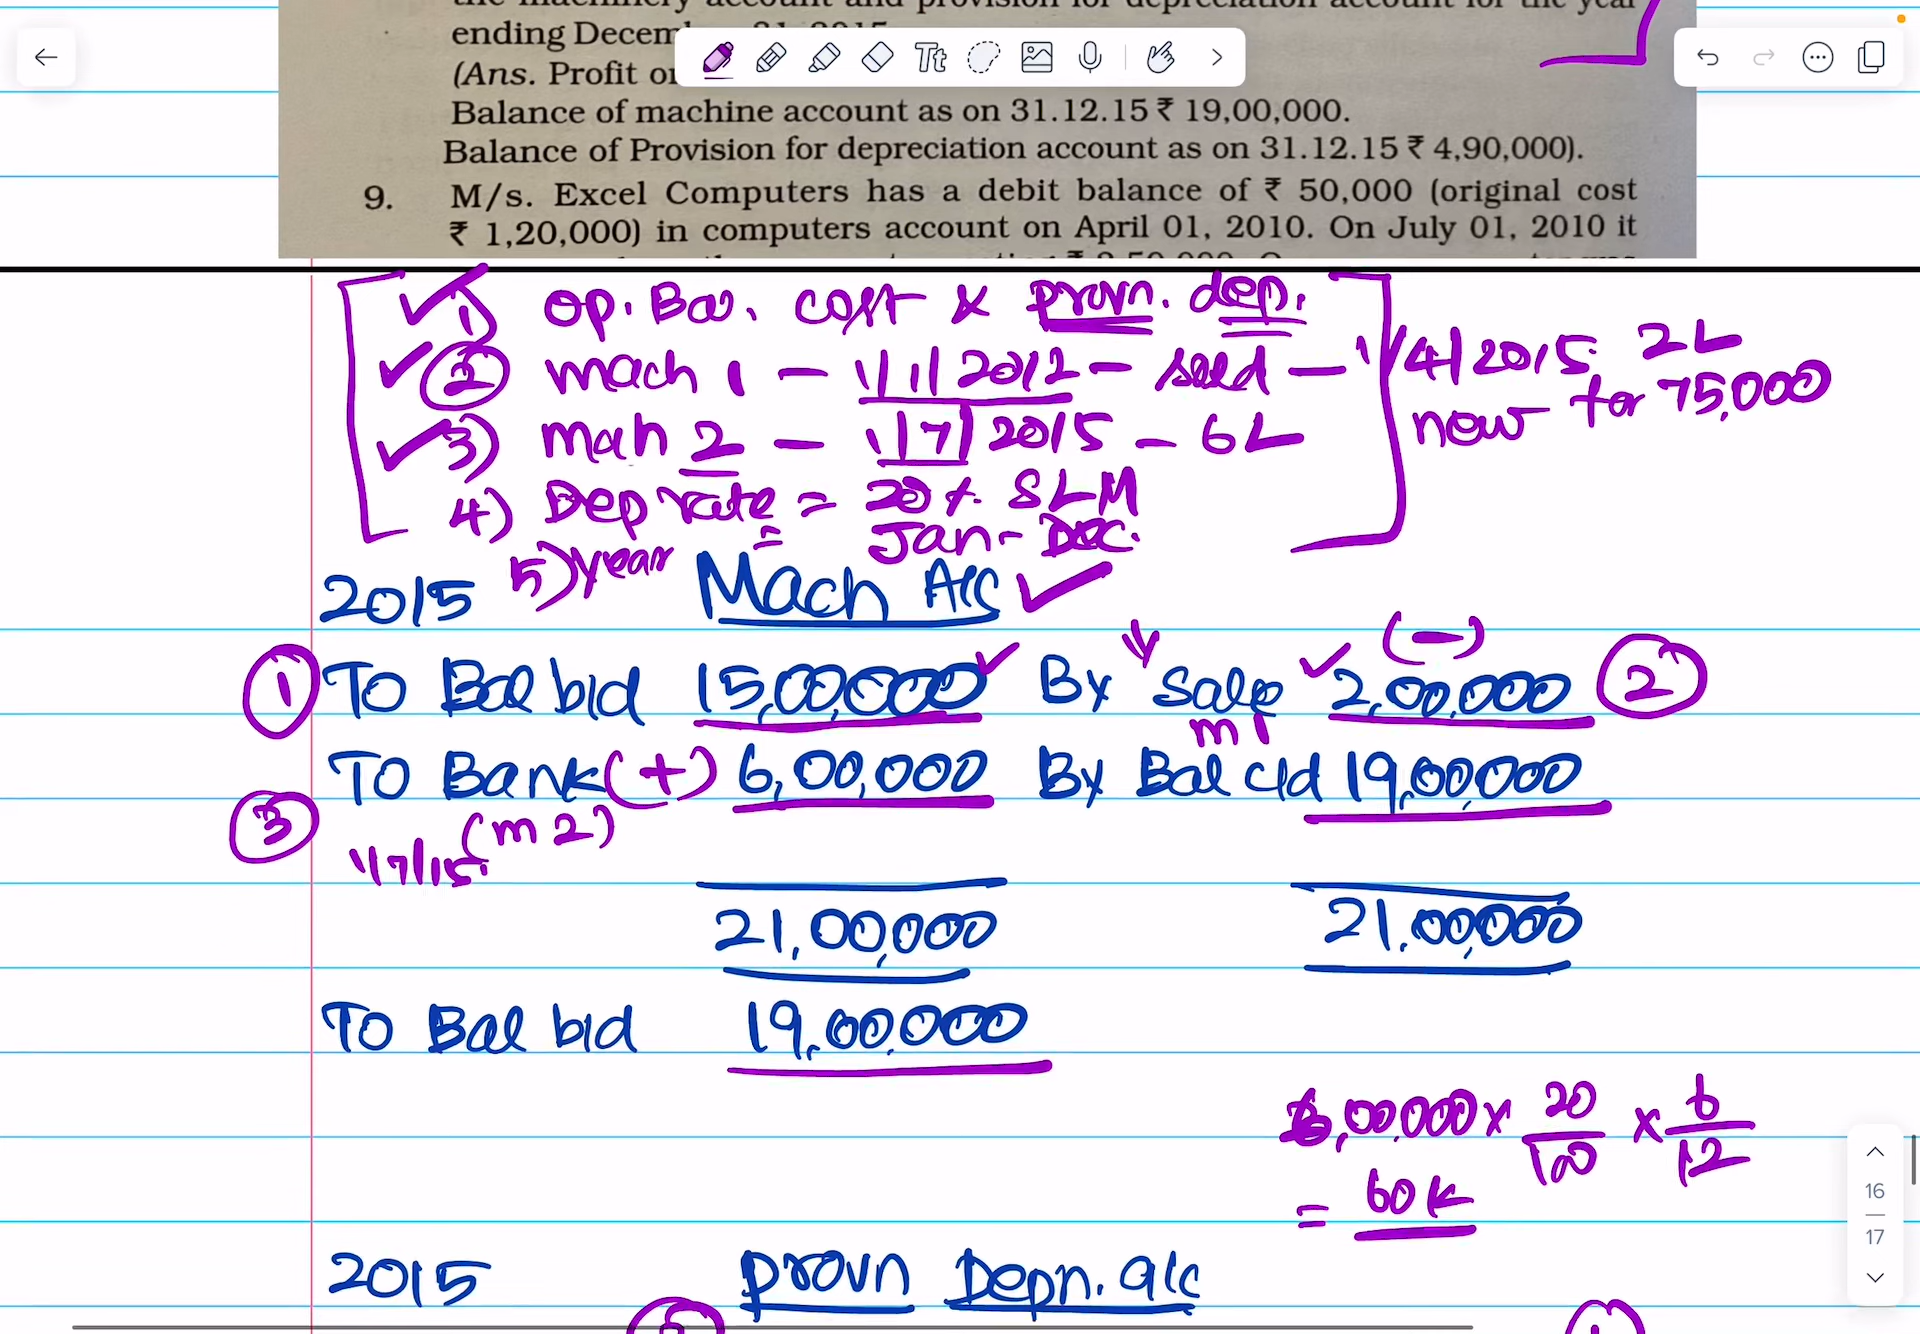 ending Decem
(Ans. Profit or
Balance of machine account as on 31.12.15 ₹ 19,00,000.
Balance of Provision for depreciation account as on 31.12.15 ₹ 4,90,000).
9. M/s. Excel Computers has a debit balance of ₹ 50,000 (original cost
₹ 1,20,000) in computers account on April 01, 2010. On July 01, 2010 it
Tt
1) op. Bal. cost & provn. dep.
2) mach 1 - 1/1/2012 - sold - 1/4/2015 2L
now for 75,000
3) mah 2 - 1/7/2015 - 6L
4) Dep rate = 20%. SLM
5) year Jan - Dec.
2015 Mach A/c
(-)
1 To Bal b/d 15,00,000 By Sale 2,00,000 2
m 1
To Bank (+) 6,00,000 By Bal c/d 19,00,000
3 1/7/15. (m 2)
21,00,000 21,00,000
To Bal b/d 19,00,000
6,00,000 x 20/100 x 6/12
= 60k
16
17
2015 provn Depn. a/c